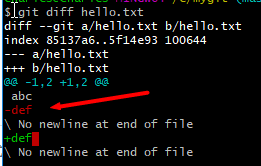 $ git diff hello.txt
diff --git a/hello.txt b/hello.txt
index 85137a6..5f14e93 100644
--- a/hello.txt
+++ b/hello.txt
@@ -1,2 +1,2 @@
 abc
-def
\ No newline at end of file
+def
\ No newline at end of file